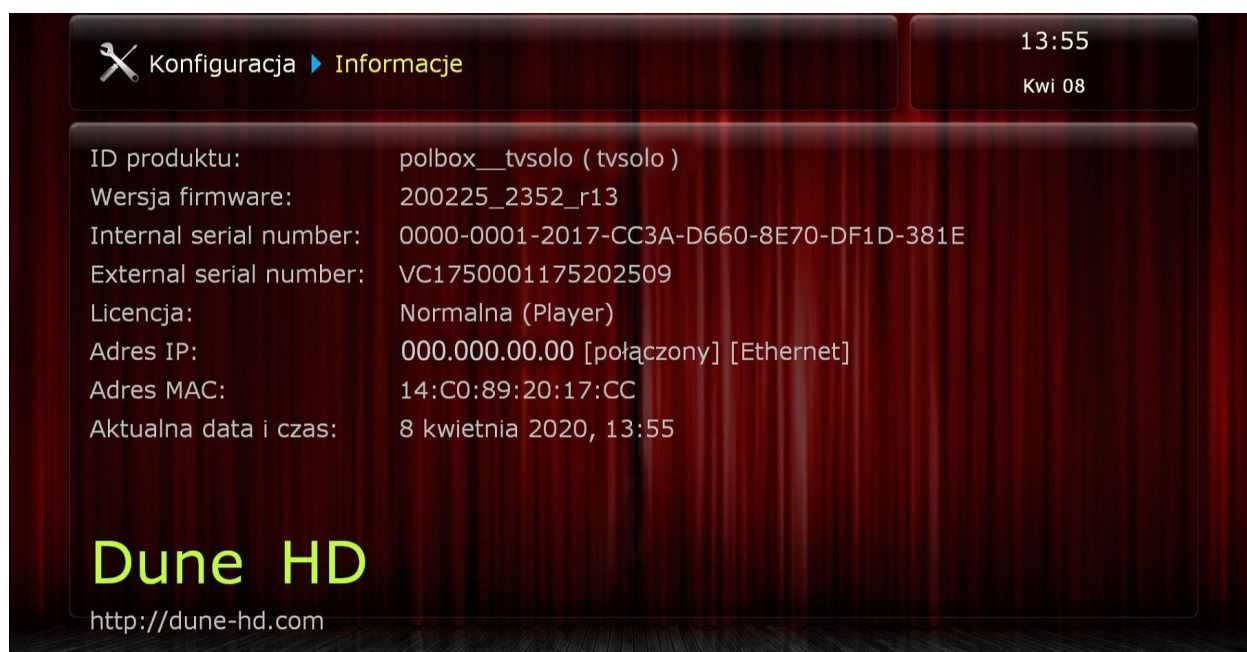 Konfiguracja Informacje
13:55
Kwi 08
ID produktu: polbox__tvsolo ( tvsolo )
Wersja firmware: 200225_2352_r13
Internal serial number: 0000-0001-2017-CC3A-D660-8E70-DF1D-381E
External serial number: VC1750001175202509
Licencja: Normalna (Player)
Adres IP: 000.000.00.00 [połączony] [Ethernet]
Adres MAC: 14:C0:89:20:17:CC
Aktualna data i czas: 8 kwietnia 2020, 13:55
Dune HD
http://dune-hd.com